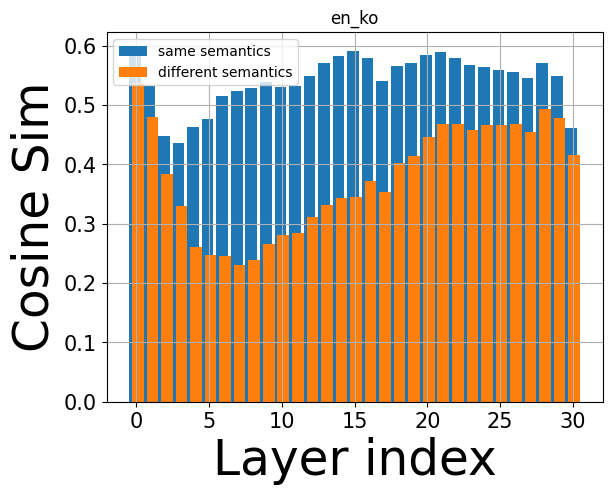 en_ko
same semantics
different semantics
Cosine Sim
0.6
0.5
0.4
0.3
0.2
0.1
0.0
0 5 10 15 20 25 30
Layer index